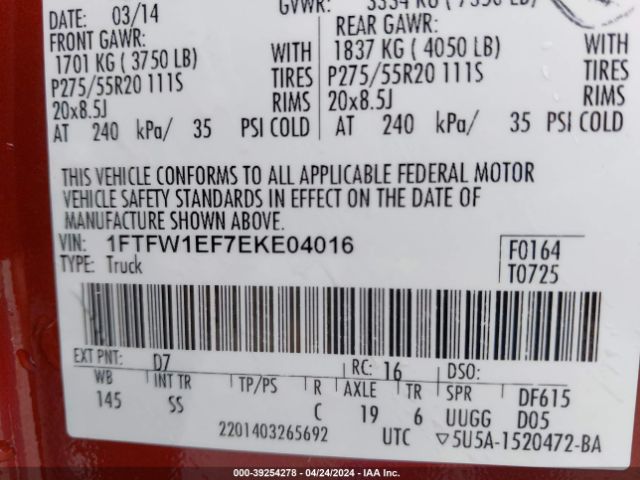 DATE: 03/14 GVWR: 3334 KG ( 7350 LB)
FRONT GAWR: REAR GAWR:
1701 KG ( 3750 LB) WITH 1837 KG ( 4050 LB) WITH
P275/55R20 111S TIRES P275/55R20 111S TIRES
20x8.5J RIMS 20x8.5J RIMS
AT 240 kPa/ 35 PSI COLD AT 240 kPa/ 35 PSI COLD
THIS VEHICLE CONFORMS TO ALL APPLICABLE FEDERAL MOTOR
VEHICLE SAFETY STANDARDS IN EFFECT ON THE DATE OF
MANUFACTURE SHOWN ABOVE.
VIN: 1FTFW1EF7EKE04016 F0164
TYPE: Truck T0725
EXT PNT: D7 RC: 16 DSO:
WB INT TR TP/PS R AXLE TR SPR DF615
145 SS C 19 6 UUGG D05
2201403265692 UTC ▽5U5A-1520472-BA
000-39254278 - 04/24/2024 - IAA Inc.